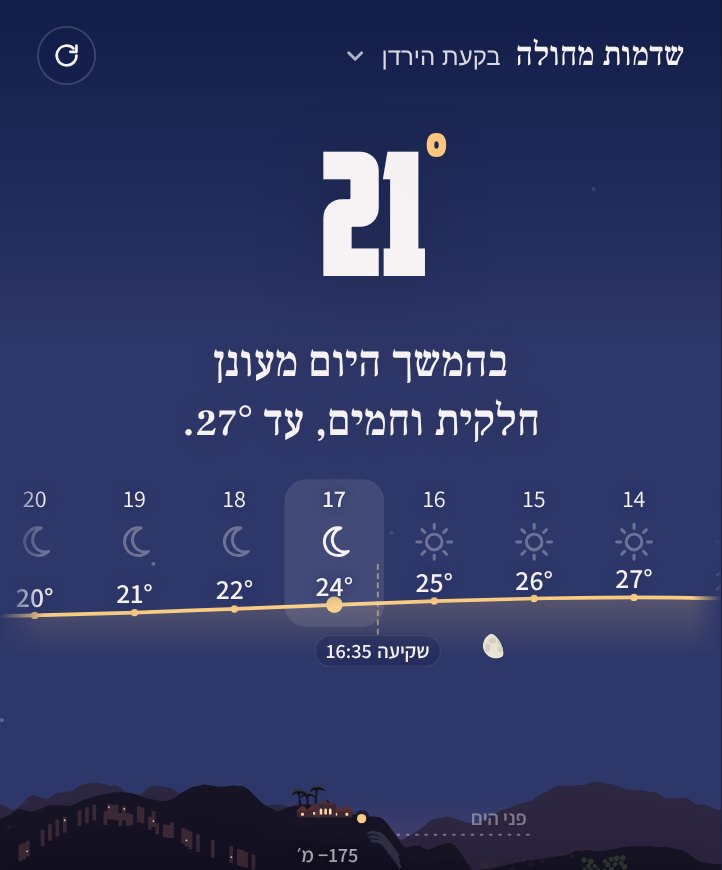 שדמות מחולה בקעת הירדן
21°
בהמשך היום מעונן
חלקית וחמים, עד 27°.
14 15 16 17 18 19 20
27° 26° 25° 24° 22° 21° 20°
שקיעה 16:35
פני הים
−175 מ׳